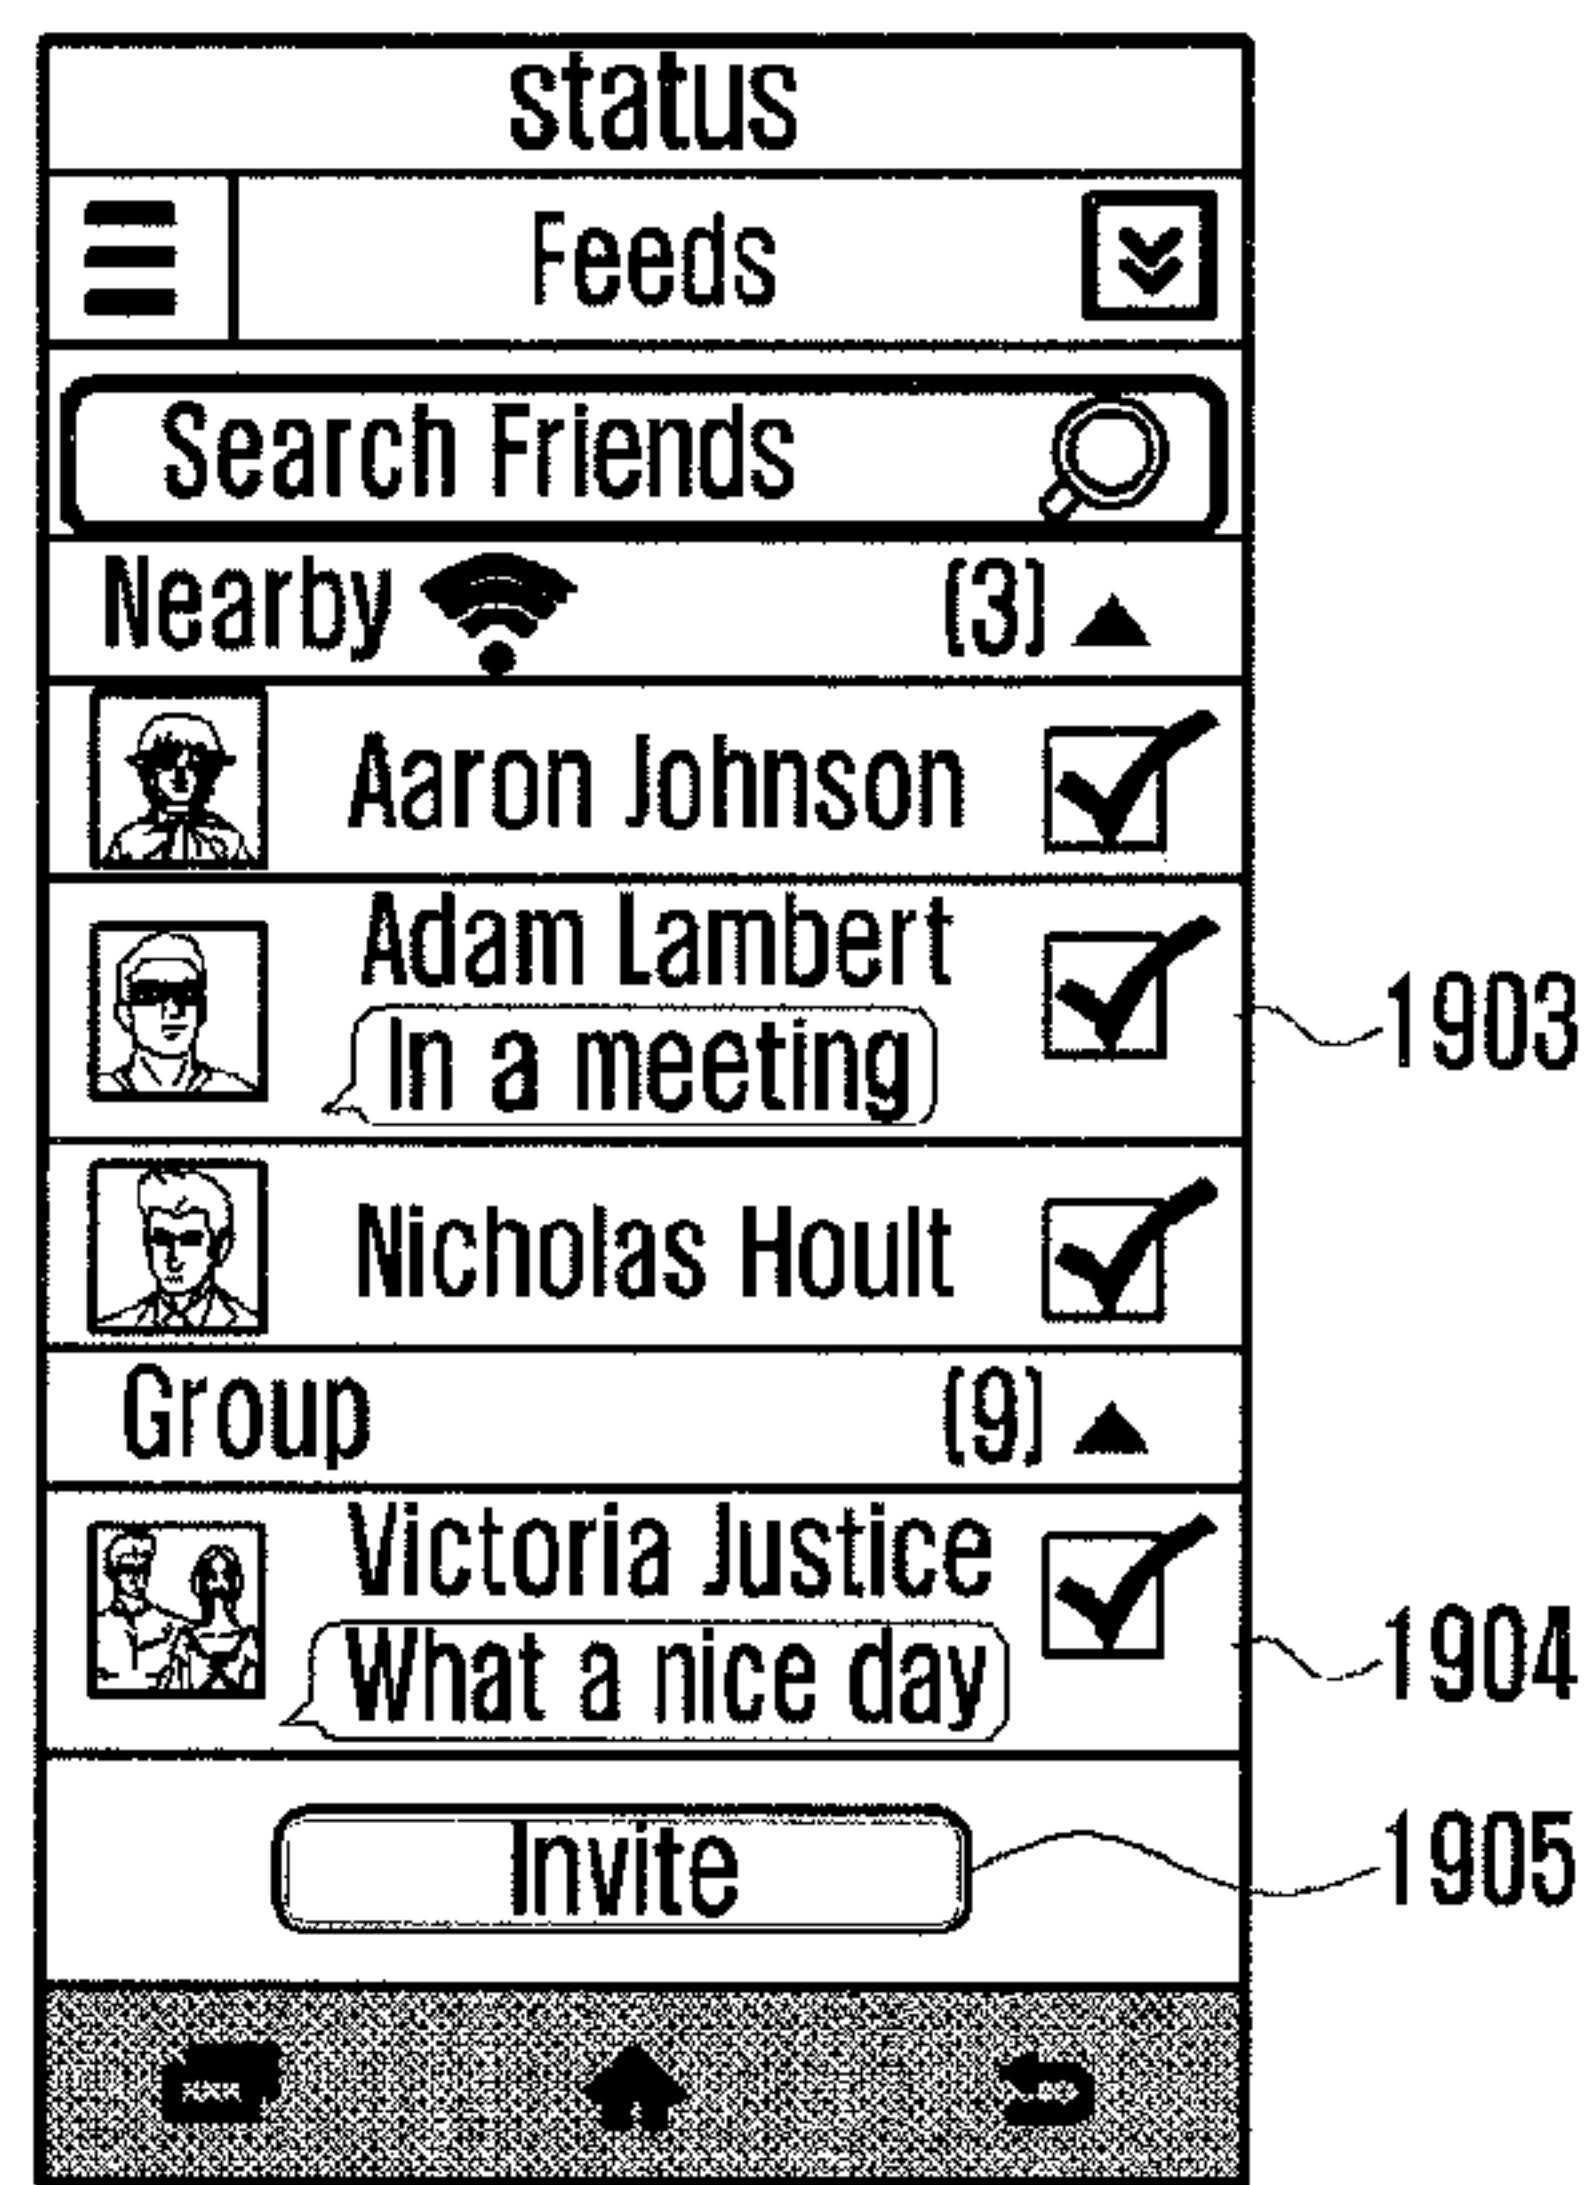 status
Feeds
Search Friends
Nearby (3)
Aaron Johnson
Adam Lambert
In a meeting
1903
Nicholas Hoult
Group (9)
Victoria Justice
What a nice day
1904
Invite
1905